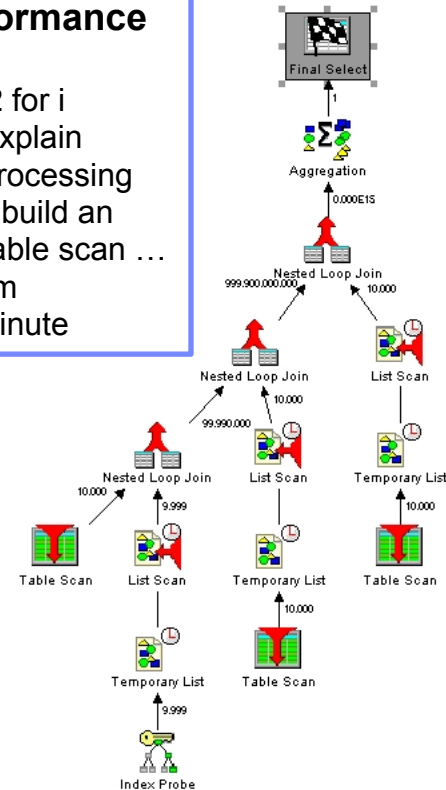 ormance
2 for i
xplain
rocessing
build an
able scan …
m
inute
Final Select
1
Aggregation
0.000E1S
Nested Loop Join
999.900.000.000
10.000
Nested Loop Join
List Scan
99.990.000
10.000
Nested Loop Join
List Scan
Temporary List
10.000
9.999
10.000
Table Scan
List Scan
Temporary List
Table Scan
10.000
Temporary List
Table Scan
9.999
Index Probe